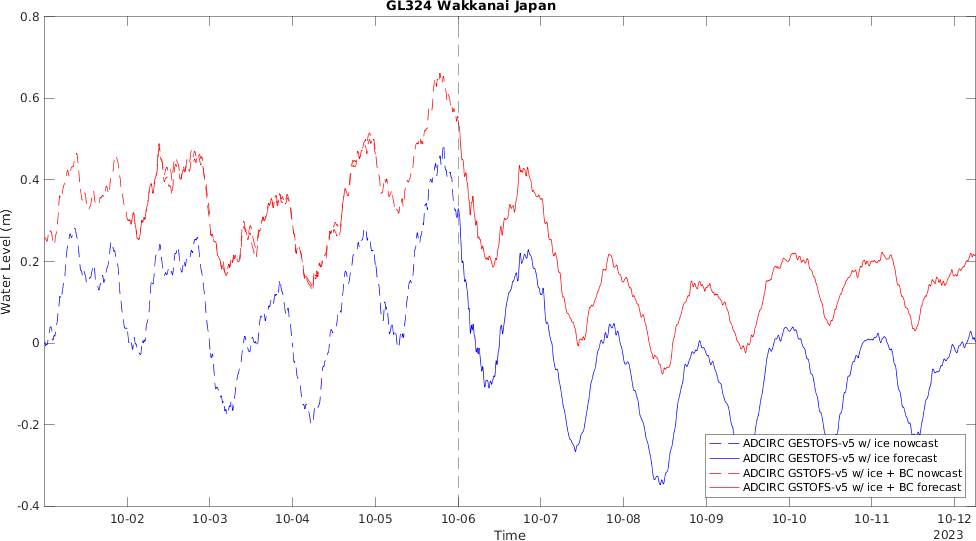 GL324 Wakkanai Japan
0.8
0.6
0.4
0.2
0
-0.2
-0.4
Water Level (m)
ADCIRC GESTOFS-v5 w/ ice nowcast
ADCIRC GESTOFS-v5 w/ ice forecast
ADCIRC GSTOFS-v5 w/ ice + BC nowcast
ADCIRC GSTOFS-v5 w/ ice + BC forecast
10-02 10-03 10-04 10-05 10-06 10-07 10-08 10-09 10-10 10-11 10-12
Time
2023